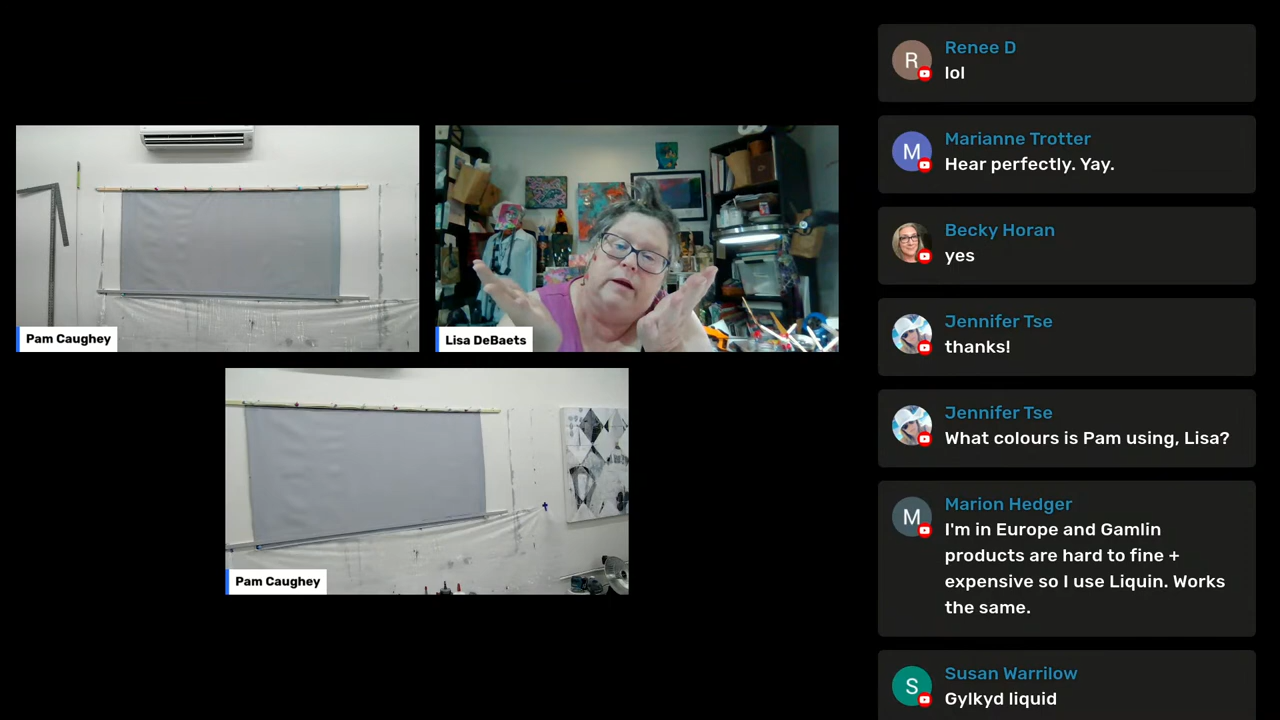 Pam Caughey
Lisa DeBaets
Pam Caughey
R
Renee D
lol
M
Marianne Trotter
Hear perfectly. Yay.
Becky Horan
yes
Jennifer Tse
thanks!
Jennifer Tse
What colours is Pam using, Lisa?
M
Marion Hedger
I'm in Europe and Gamlin
products are hard to fine +
expensive so I use Liquin. Works
the same.
S
Susan Warrilow
Gylkyd liquid